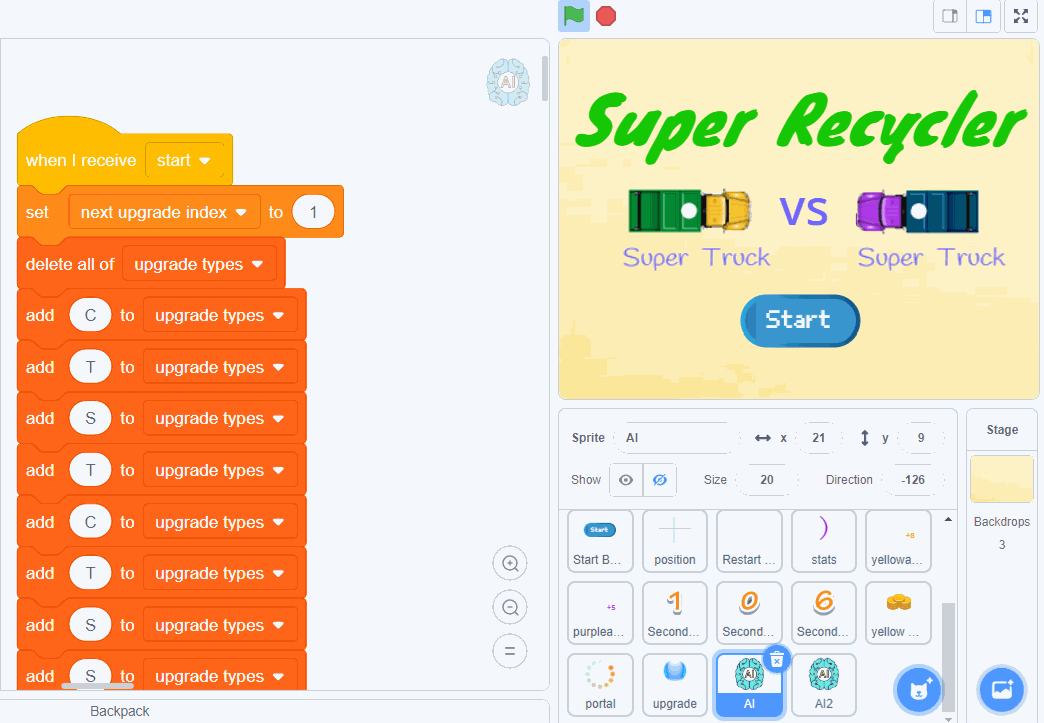 AI
when I receive start
set next upgrade index to 1
delete all of upgrade types
add C to upgrade types
add T to upgrade types
add S to upgrade types
add T to upgrade types
add C to upgrade types
add T to upgrade types
add S to upgrade types
add S to upgrade types
Backpack
Super Recycler
VS
Super Truck Super Truck
Start
Sprite AI x 21 y 9
Show Size 20 Direction -126
Start
+8
Start B... position Restart ... stats yellowa...
+5 1 0 6
purplea... Second... Second... Second... yellow ...
AI AI
portal upgrade AI AI2
Stage
Backdrops
3